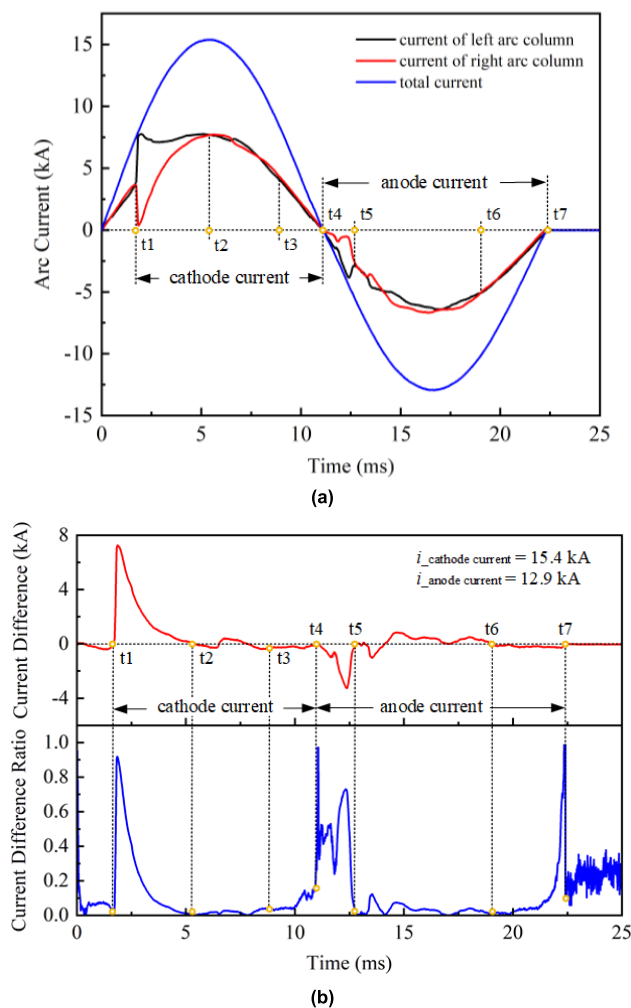 15
10
5
0
-5
-10
-15
Arc Current (kA)
current of left arc column
current of right arc column
total current
anode current
t1
t2
t3
t4
t5
t6
t7
cathode current
0
5
10
15
20
25
Time (ms)
(a)
8
4
0
-4
Current Difference (kA)
i_cathode current = 15.4 kA
i_anode current = 12.9 kA
t1
t2
t3
t4
t5
t6
t7
cathode current
anode current
1.0
0.8
0.6
0.4
0.2
0.0
Current Difference Ratio
0
5
10
15
20
25
Time (ms)
(b)